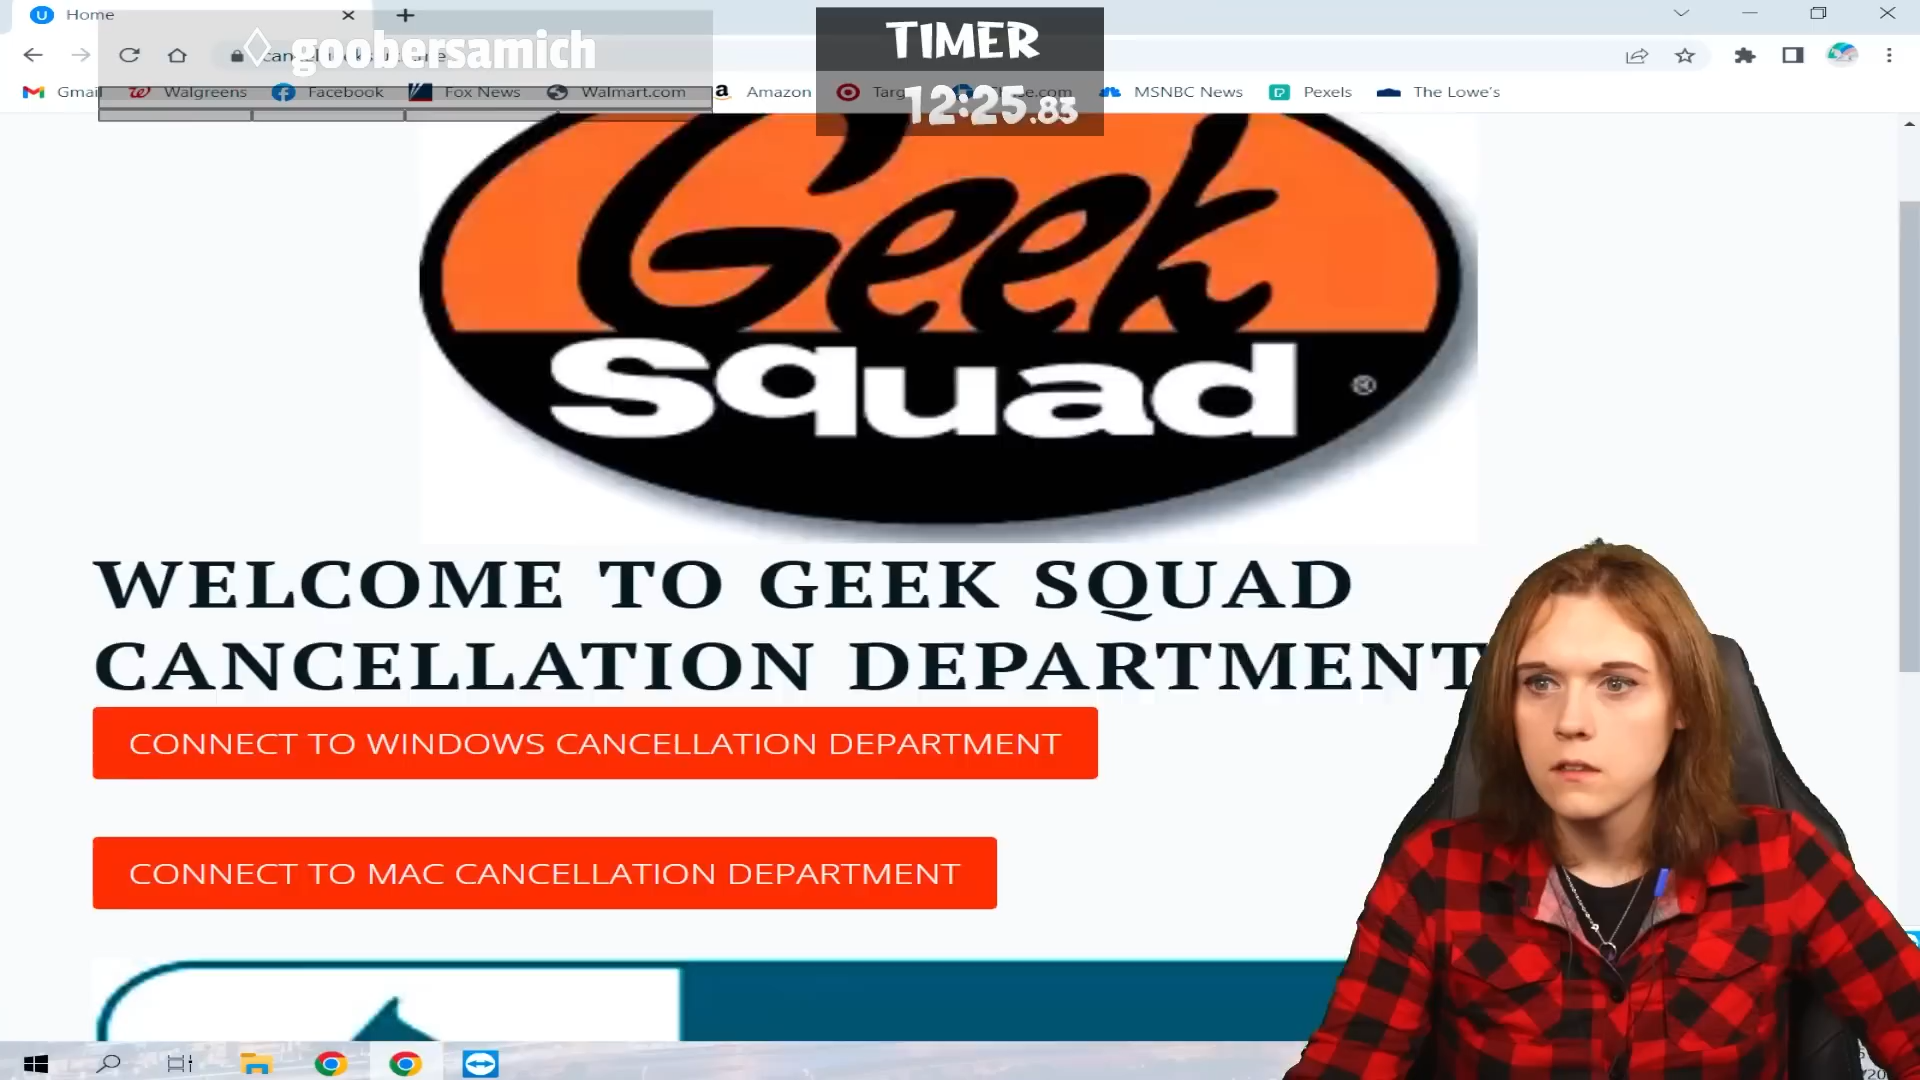 Home
goobersamich
TIMER
12:25.83
Gmail
Walgreens
Facebook
Fox News
Walmart.com
Amazon
MSNBC News
Pexels
The Lowe's
Geek
Squad
®
WELCOME TO GEEK SQUAD
CANCELLATION DEPARTMENT
CONNECT TO WINDOWS CANCELLATION DEPARTMENT
CONNECT TO MAC CANCELLATION DEPARTMENT